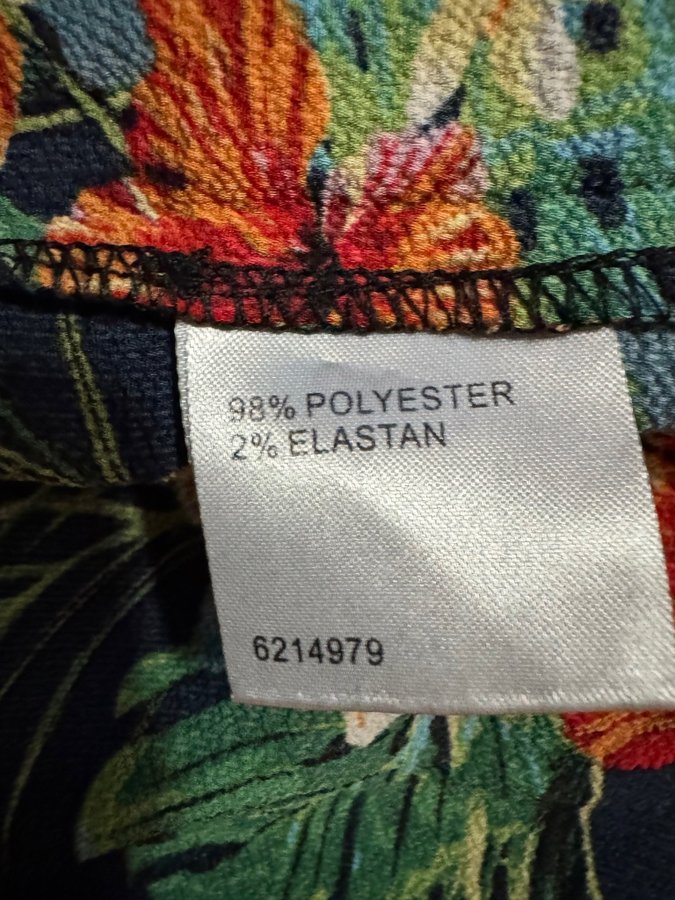 98% POLYESTER
2% ELASTAN
6214979